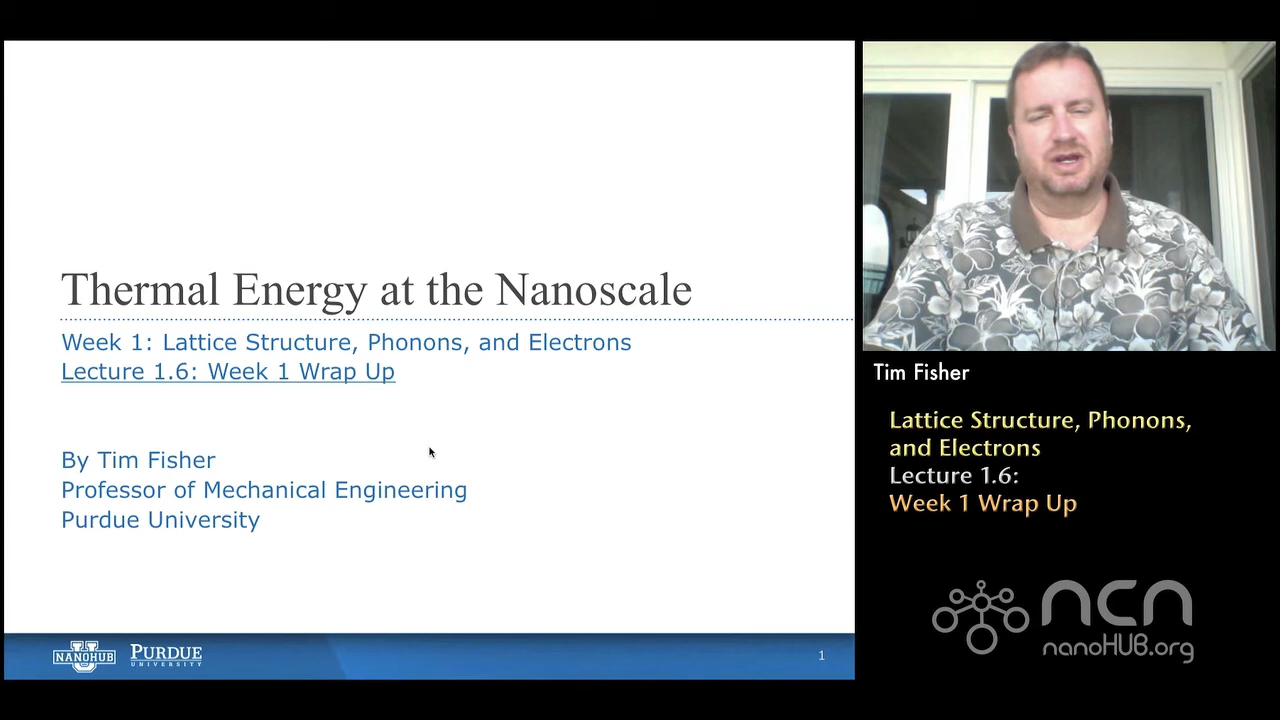 Thermal Energy at the Nanoscale
Week 1: Lattice Structure, Phonons, and Electrons
Lecture 1.6: Week 1 Wrap Up
By Tim Fisher
Professor of Mechanical Engineering
Purdue University
U
NANOHUB
PURDUE
UNIVERSITY
1
Tim Fisher
Lattice Structure, Phonons,
and Electrons
Lecture 1.6:
Week 1 Wrap Up
ncn
nanoHUB.org